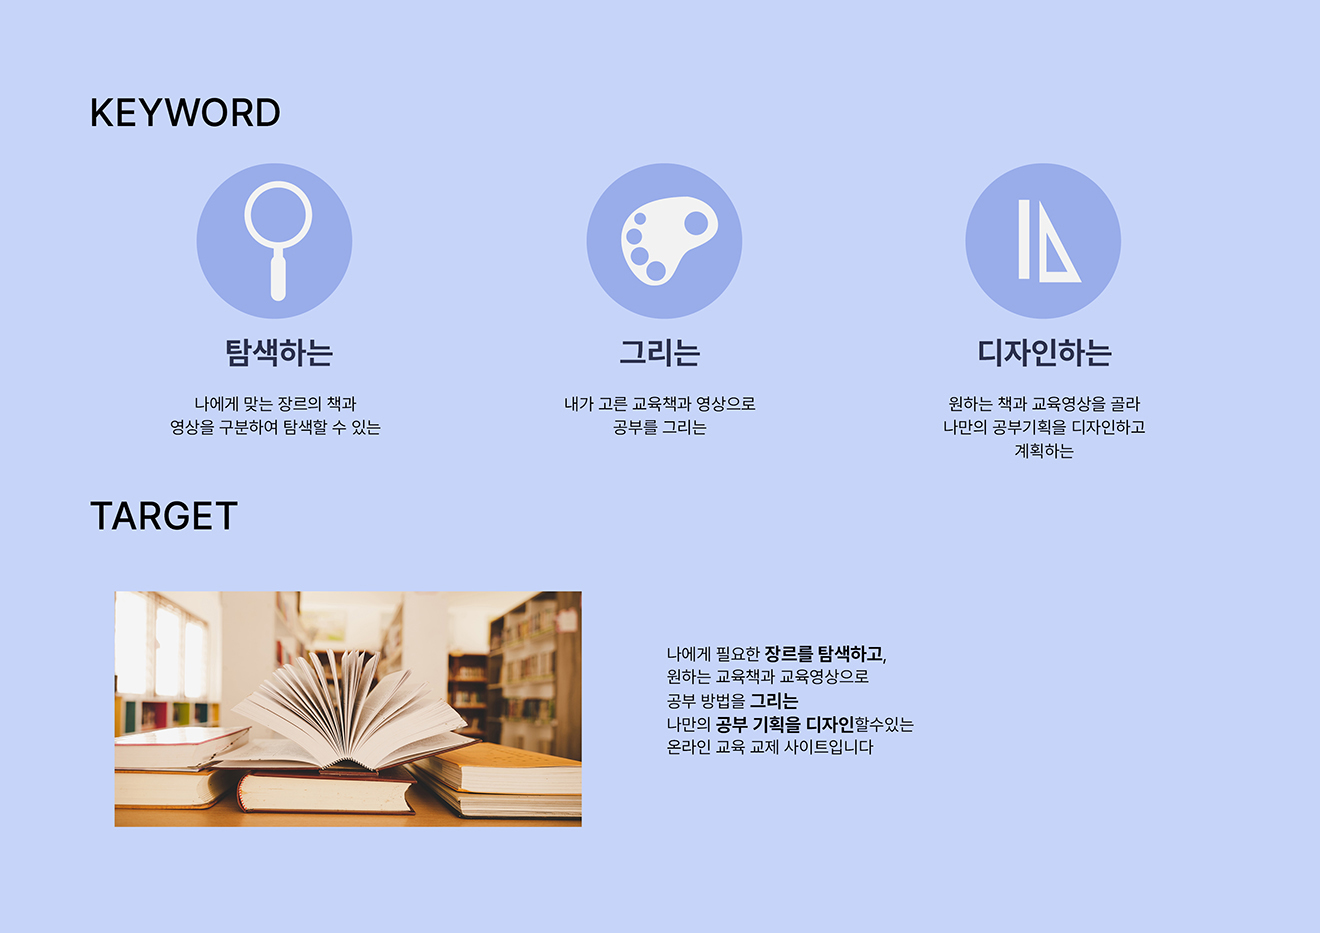 KEYWORD
탐색하는
나에게 맞는 장르의 책과
영상을 구분하여 탐색할 수 있는
그리는
내가 고른 교육책과 영상으로
공부를 그리는
디자인하는
원하는 책과 교육영상을 골라
나만의 공부기획을 디자인하고
계획하는
TARGET
나에게 필요한 장르를 탐색하고,
원하는 교육책과 교육영상으로
공부 방법을 그리는
나만의 공부 기획을 디자인할수있는
온라인 교육 교제 사이트입니다